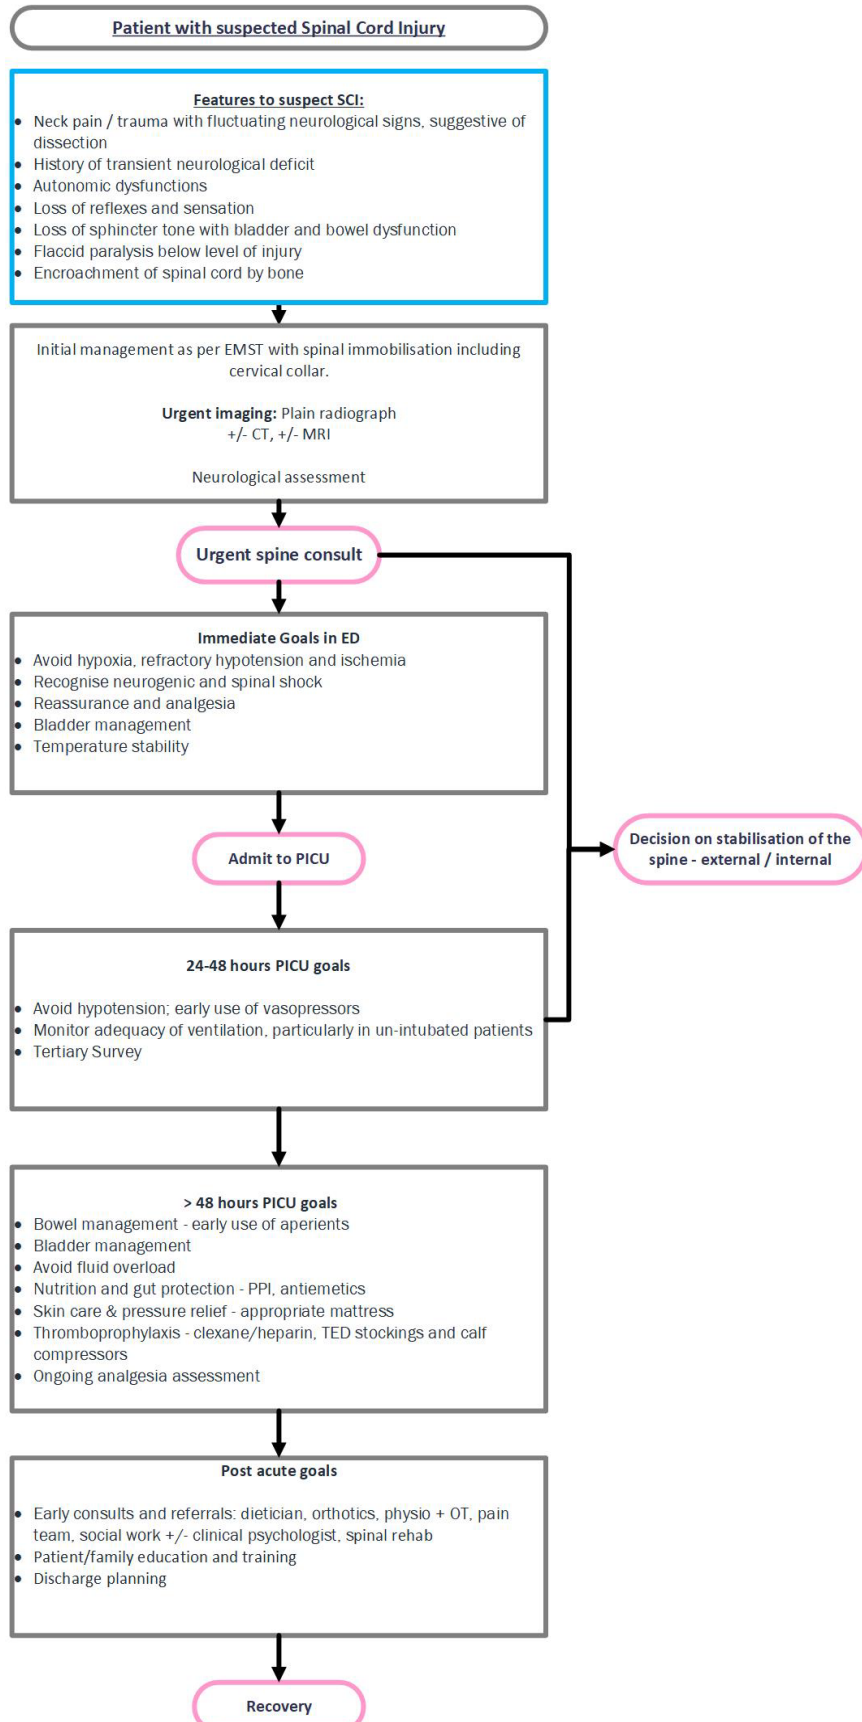 Patient with suspected Spinal Cord Injury
Features to suspect SCI:
• Neck pain / trauma with fluctuating neurological signs, suggestive of
dissection
• History of transient neurological deficit
• Autonomic dysfunctions
• Loss of reflexes and sensation
• Loss of sphincter tone with bladder and bowel dysfunction
• Flaccid paralysis below level of injury
• Encroachment of spinal cord by bone
Initial management as per EMST with spinal immobilisation including
cervical collar.
Urgent imaging: Plain radiograph
+/- CT, +/- MRI
Neurological assessment
Urgent spine consult
Immediate Goals in ED
• Avoid hypoxia, refractory hypotension and ischemia
• Recognise neurogenic and spinal shock
• Reassurance and analgesia
• Bladder management
• Temperature stability
Admit to PICU
Decision on stabilisation of the
spine - external / internal
24-48 hours PICU goals
• Avoid hypotension; early use of vasopressors
• Monitor adequacy of ventilation, particularly in un-intubated patients
• Tertiary Survey
> 48 hours PICU goals
• Bowel management - early use of aperients
• Bladder management
• Avoid fluid overload
• Nutrition and gut protection - PPI, antiemetics
• Skin care & pressure relief - appropriate mattress
• Thromboprophylaxis - clexane/heparin, TED stockings and calf
compressors
• Ongoing analgesia assessment
Post acute goals
• Early consults and referrals: dietician, orthotics, physio + OT, pain
team, social work +/- clinical psychologist, spinal rehab
• Patient/family education and training
• Discharge planning
Recovery